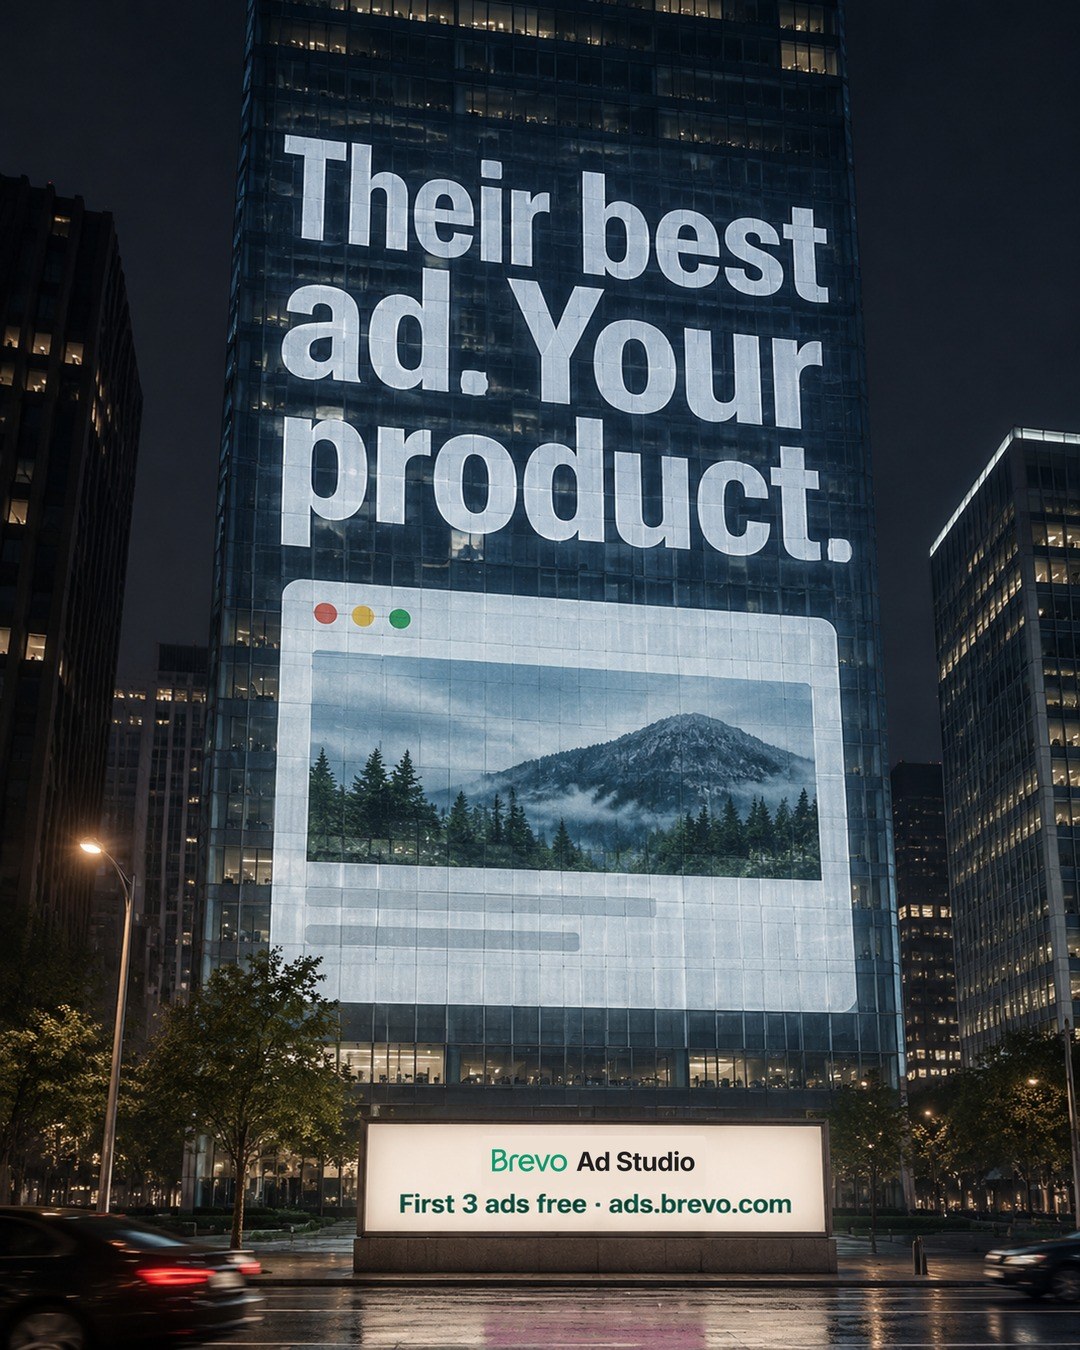 Their best
ad. Your
product.
Brevo Ad Studio
First 3 ads free · ads.brevo.com